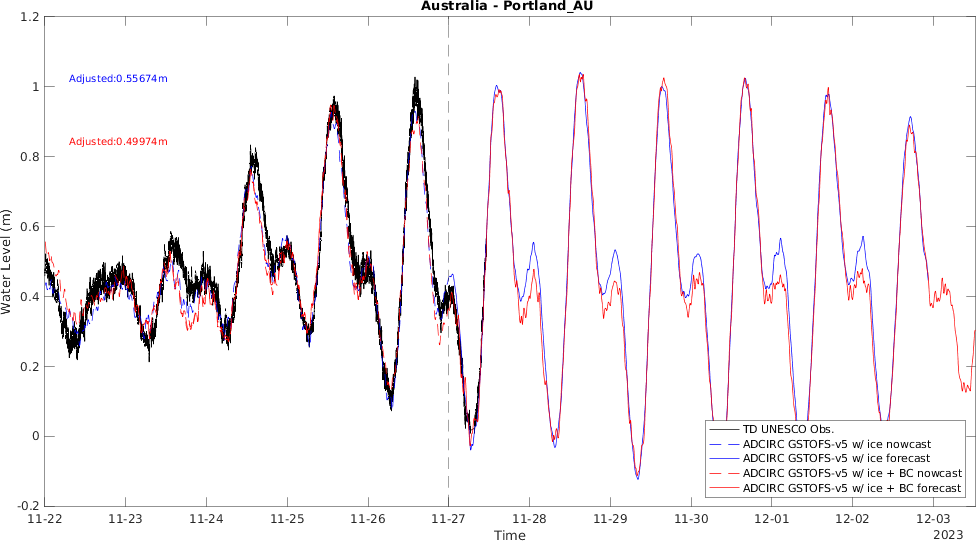 Australia - Portland_AU
1.2
1
0.8
0.6
0.4
0.2
0
-0.2
Water Level (m)
Adjusted:0.55674m
Adjusted:0.49974m
TD UNESCO Obs.
ADCIRC GSTOFS-v5 w/ ice nowcast
ADCIRC GSTOFS-v5 w/ ice forecast
ADCIRC GSTOFS-v5 w/ ice + BC nowcast
ADCIRC GSTOFS-v5 w/ ice + BC forecast
11-22 11-23 11-24 11-25 11-26 11-27 11-28 11-29 11-30 12-01 12-02 12-03
Time
2023